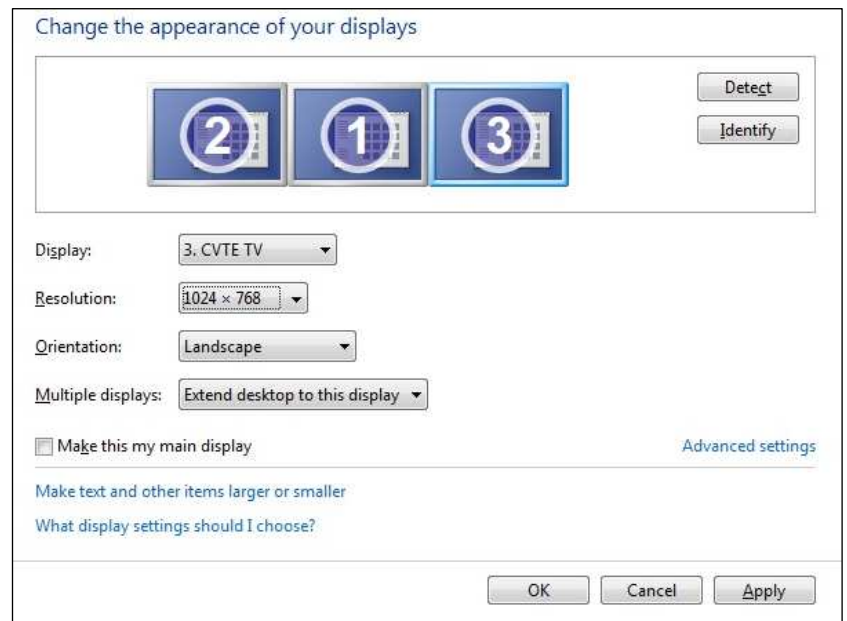 Change the appearance of your displays
2 1 3
Detect
Identify
Display: 3. CVTE TV
Resolution: 1024 × 768
Orientation: Landscape
Multiple displays: Extend desktop to this display
Make this my main display Advanced settings
Make text and other items larger or smaller
What display settings should I choose?
OK Cancel Apply